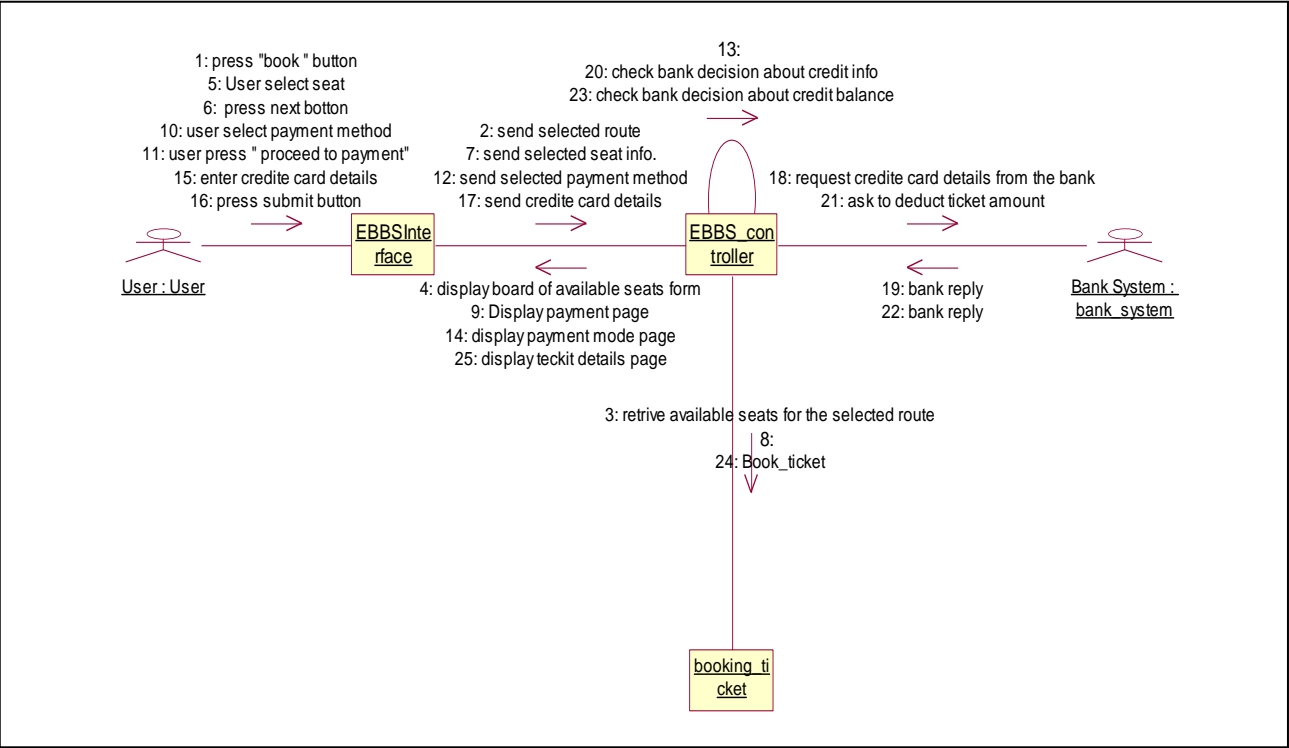 1: press "book " button
5: User select seat
6:  press next botton
10: user select payment method
11: user press " proceed to payment"
15: enter credite card details
16: press submit button
2: send selected route
7: send selected seat info.
12: send selected payment method
17: send credite card details
13:
20: check bank decision about credit info
23: check bank decision about credit balance
18: request credite card details from the bank
21: ask to deduct ticket amount
User : User
EBBSInte
rface
EBBS_con
troller
Bank System :
bank_system
4: display board of available seats form
9: Display payment page
14: display payment mode page
25: display teckit details page
19: bank reply
22: bank reply
3: retrive available seats for the selected route
8:
24: Book_ticket
booking_ti
cket